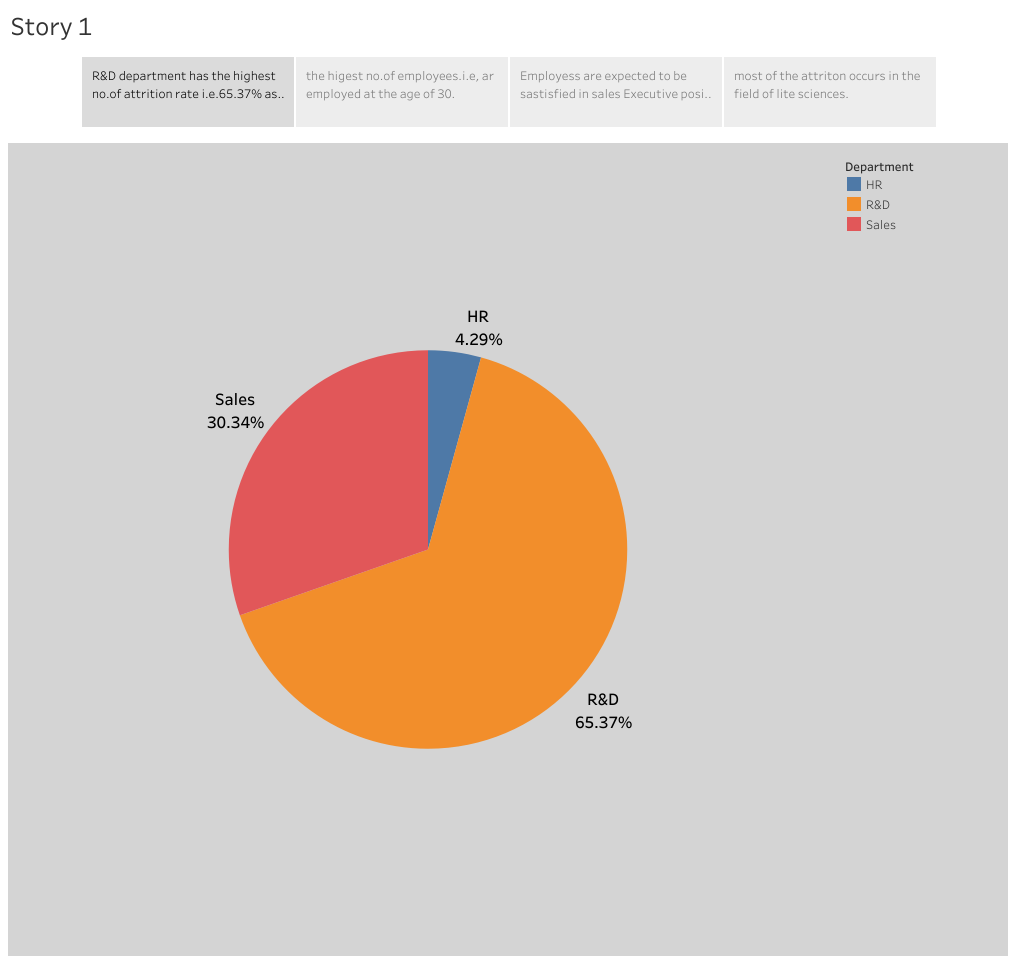 Story 1
R&D department has the highest
no.of attrition rate i.e.65.37% as..
the higest no.of employees.i.e, ar
employed at the age of 30.
Employess are expected to be
sastisfied in sales Executive posi..
most of the attriton occurs in the
field of lite sciences.
Department
HR
R&D
Sales
HR
4.29%
Sales
30.34%
R&D
65.37%